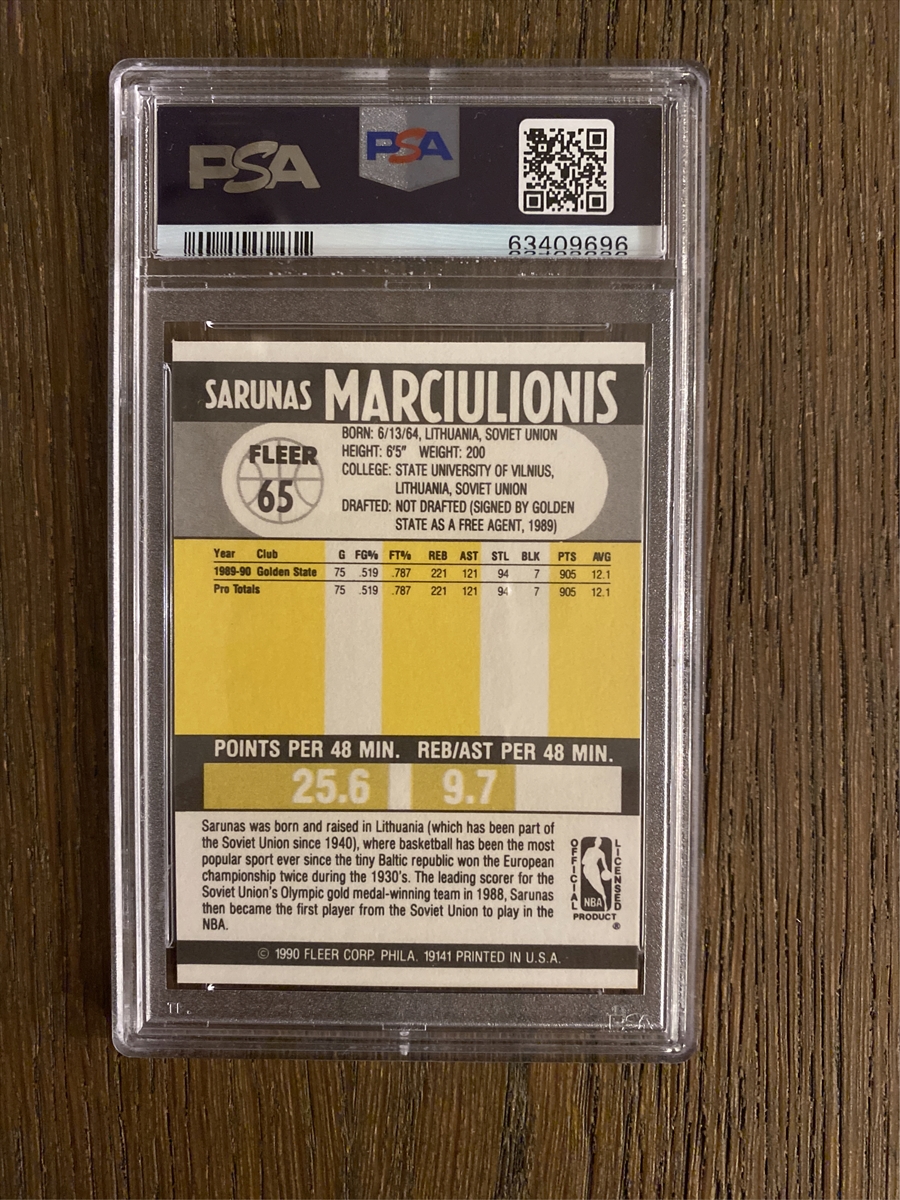 PSA PSA
63409696
SARUNAS MARCIULIONIS
FLEER
65
BORN: 6/13/64, LITHUANIA, SOVIET UNION
HEIGHT: 6'5" WEIGHT: 200
COLLEGE: STATE UNIVERSITY OF VILNIUS,
LITHUANIA, SOVIET UNION
DRAFTED: NOT DRAFTED (SIGNED BY GOLDEN
STATE AS A FREE AGENT, 1989)
Year Club G FG% FT% REB AST STL BLK PTS AVG
1989-90 Golden State 75 .519 .787 221 121 94 7 905 12.1
Pro Totals 75 .519 .787 221 121 94 7 905 12.1
POINTS PER 48 MIN. REB/AST PER 48 MIN.
25.6 9.7
Sarunas was born and raised in Lithuania (which has been part of
the Soviet Union since 1940), where basketball has been the most
popular sport ever since the tiny Baltic republic won the European
championship twice during the 1930's. The leading scorer for the
Soviet Union's Olympic gold medal-winning team in 1988, Sarunas
then became the first player from the Soviet Union to play in the
NBA.
OFFICIAL LICENSED
NBA
PRODUCT
®
© 1990 FLEER CORP. PHILA. 19141 PRINTED IN U.S.A.
PSA